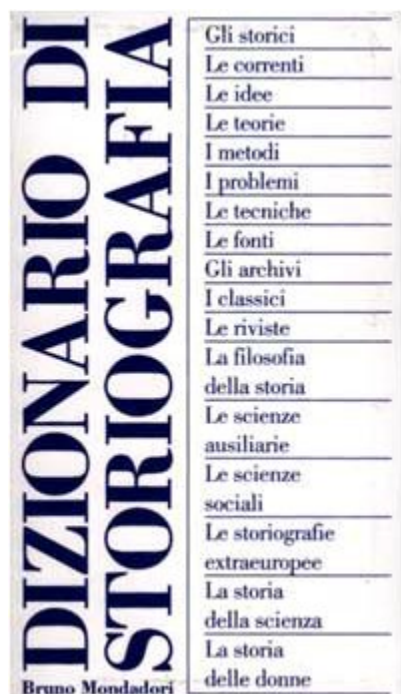 DIZIONARIO DI
STORIOGRAFIA
Gli storici
Le correnti
Le idee
Le teorie
I metodi
I problemi
Le tecniche
Le fonti
Gli archivi
I classici
Le riviste
La filosofia
della storia
Le scienze
ausiliarie
Le scienze
sociali
Le storiografie
extraeuropee
La storia
della scienza
La storia
delle donne
Bruno Mondadori